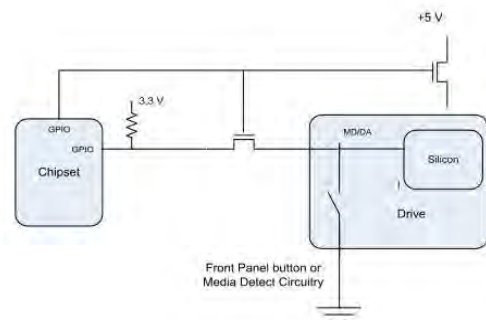 +5 V
3.3 V
GPIO
GPIO
Chipset
MD/DA
Silicon
Drive
Front Panel button or
Media Detect Circuitry